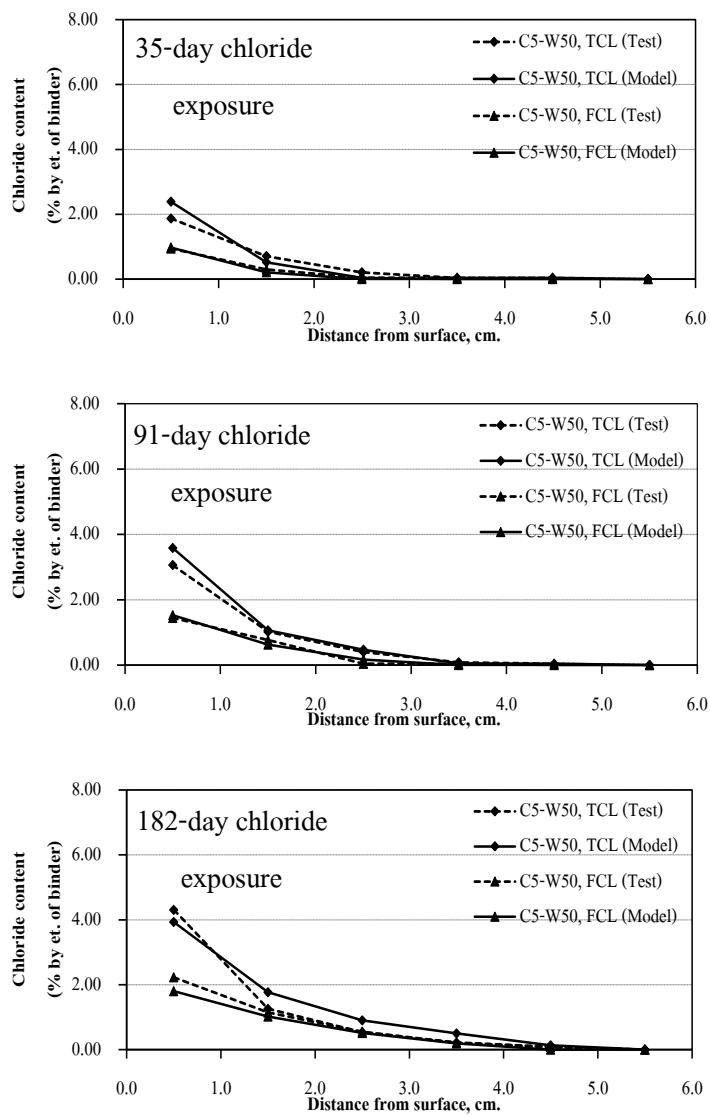 35-day chloride
exposure
C5-W50, TCL (Test)
C5-W50, TCL (Model)
C5-W50, FCL (Test)
C5-W50, FCL (Model)
Chloride content
(% by et. of binder)
8.00
6.00
4.00
2.00
0.00
0.0 1.0 2.0 3.0 4.0 5.0 6.0
Distance from surface, cm.
91-day chloride
exposure
C5-W50, TCL (Test)
C5-W50, TCL (Model)
C5-W50, FCL (Test)
C5-W50, FCL (Model)
Chloride content
(% by et. of binder)
8.00
6.00
4.00
2.00
0.00
0.0 1.0 2.0 3.0 4.0 5.0 6.0
Distance from surface, cm.
182-day chloride
exposure
C5-W50, TCL (Test)
C5-W50, TCL (Model)
C5-W50, FCL (Test)
C5-W50, FCL (Model)
Chloride content
(% by et. of binder)
8.00
6.00
4.00
2.00
0.00
0.0 1.0 2.0 3.0 4.0 5.0 6.0
Distance from surface, cm.